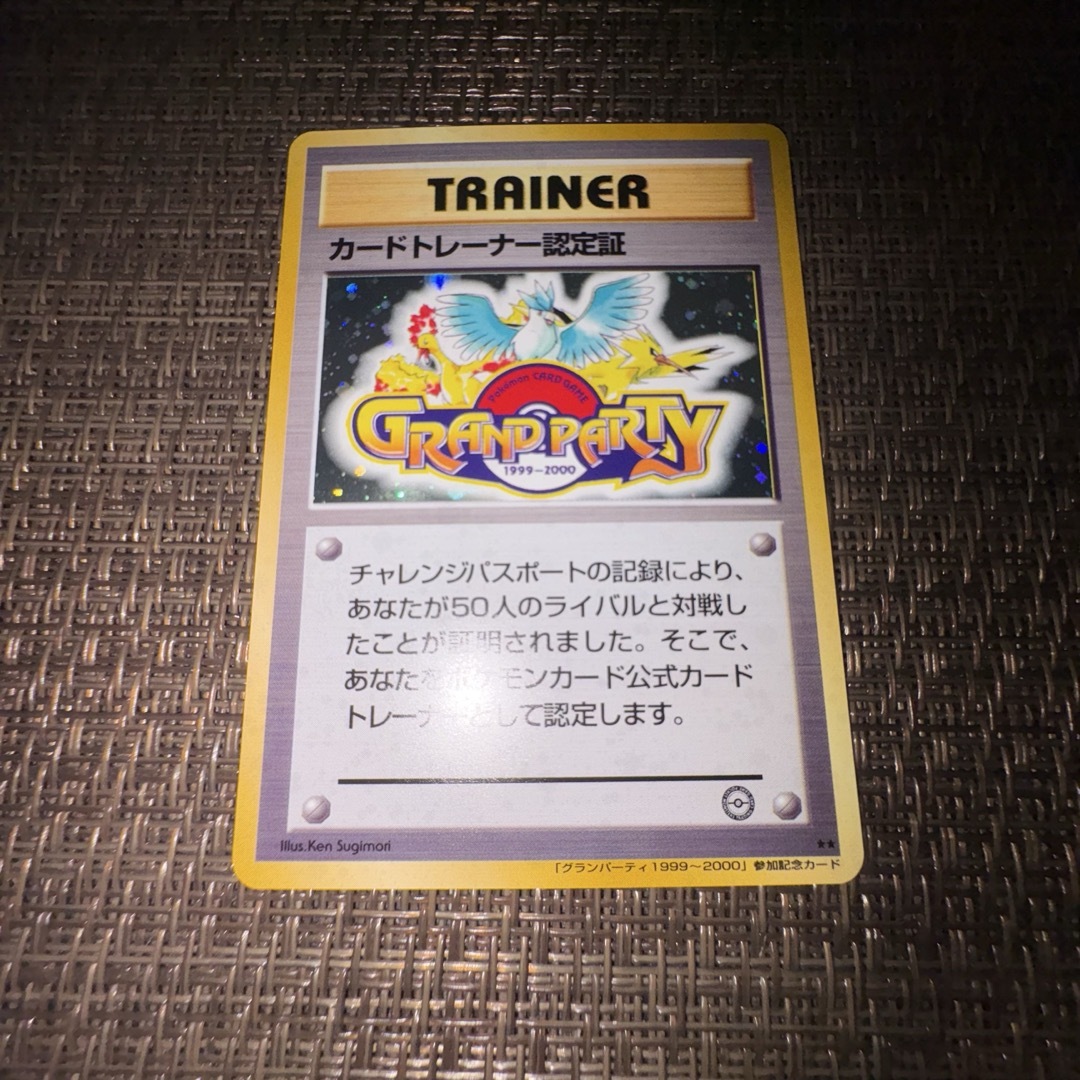 TRAINER
カードトレーナー認定証
Pokémon CARD GAME
GRAND PARTY
1999~2000
チャレンジパスポートの記録により、
あなたが50人のライバルと対戦し
たことが証明されました。そこで、
あなたをポケモンカード公式カード
トレーナーとして認定します。
Illus.Ken Sugimori
★★
「グランパーティ1999～2000」参加記念カード